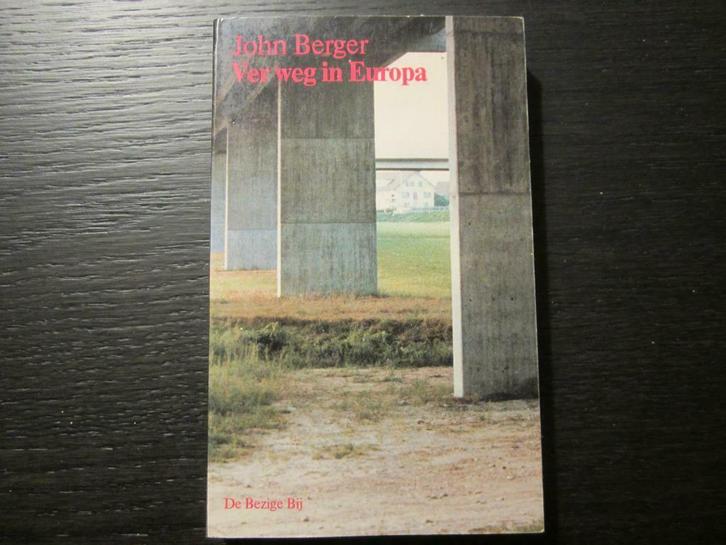 John Berger
Ver weg in Europa
De Bezige Bij